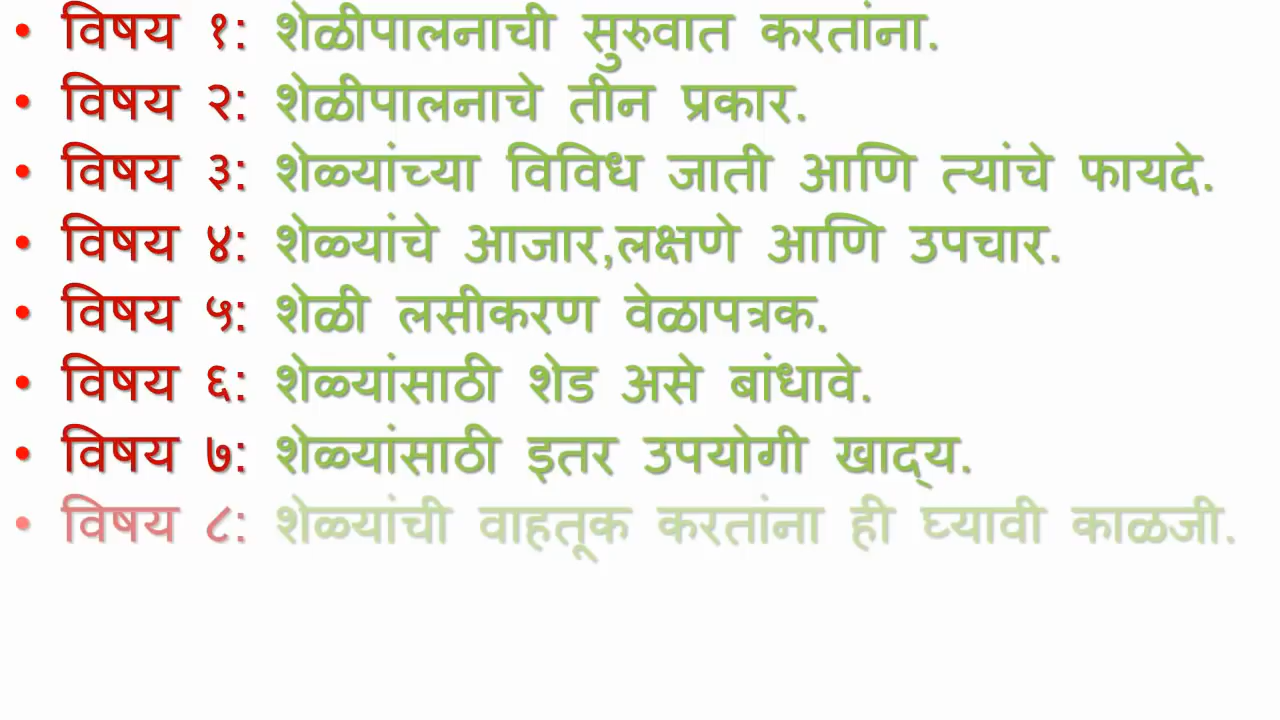 • विषय १: शेळीपालनाची सुरुवात करतांना.
• विषय २: शेळीपालनाचे तीन प्रकार.
• विषय ३: शेळ्यांच्या विविध जाती आणि त्यांचे फायदे.
• विषय ४: शेळ्यांचे आजार,लक्षणे आणि उपचार.
• विषय ५: शेळी लसीकरण वेळापत्रक.
• विषय ६: शेळ्यांसाठी शेड असे बांधावे.
• विषय ७: शेळ्यांसाठी इतर उपयोगी खाद्य.
• विषय ८: शेळ्यांची वाहतूक करतांना ही घ्यावी काळजी.